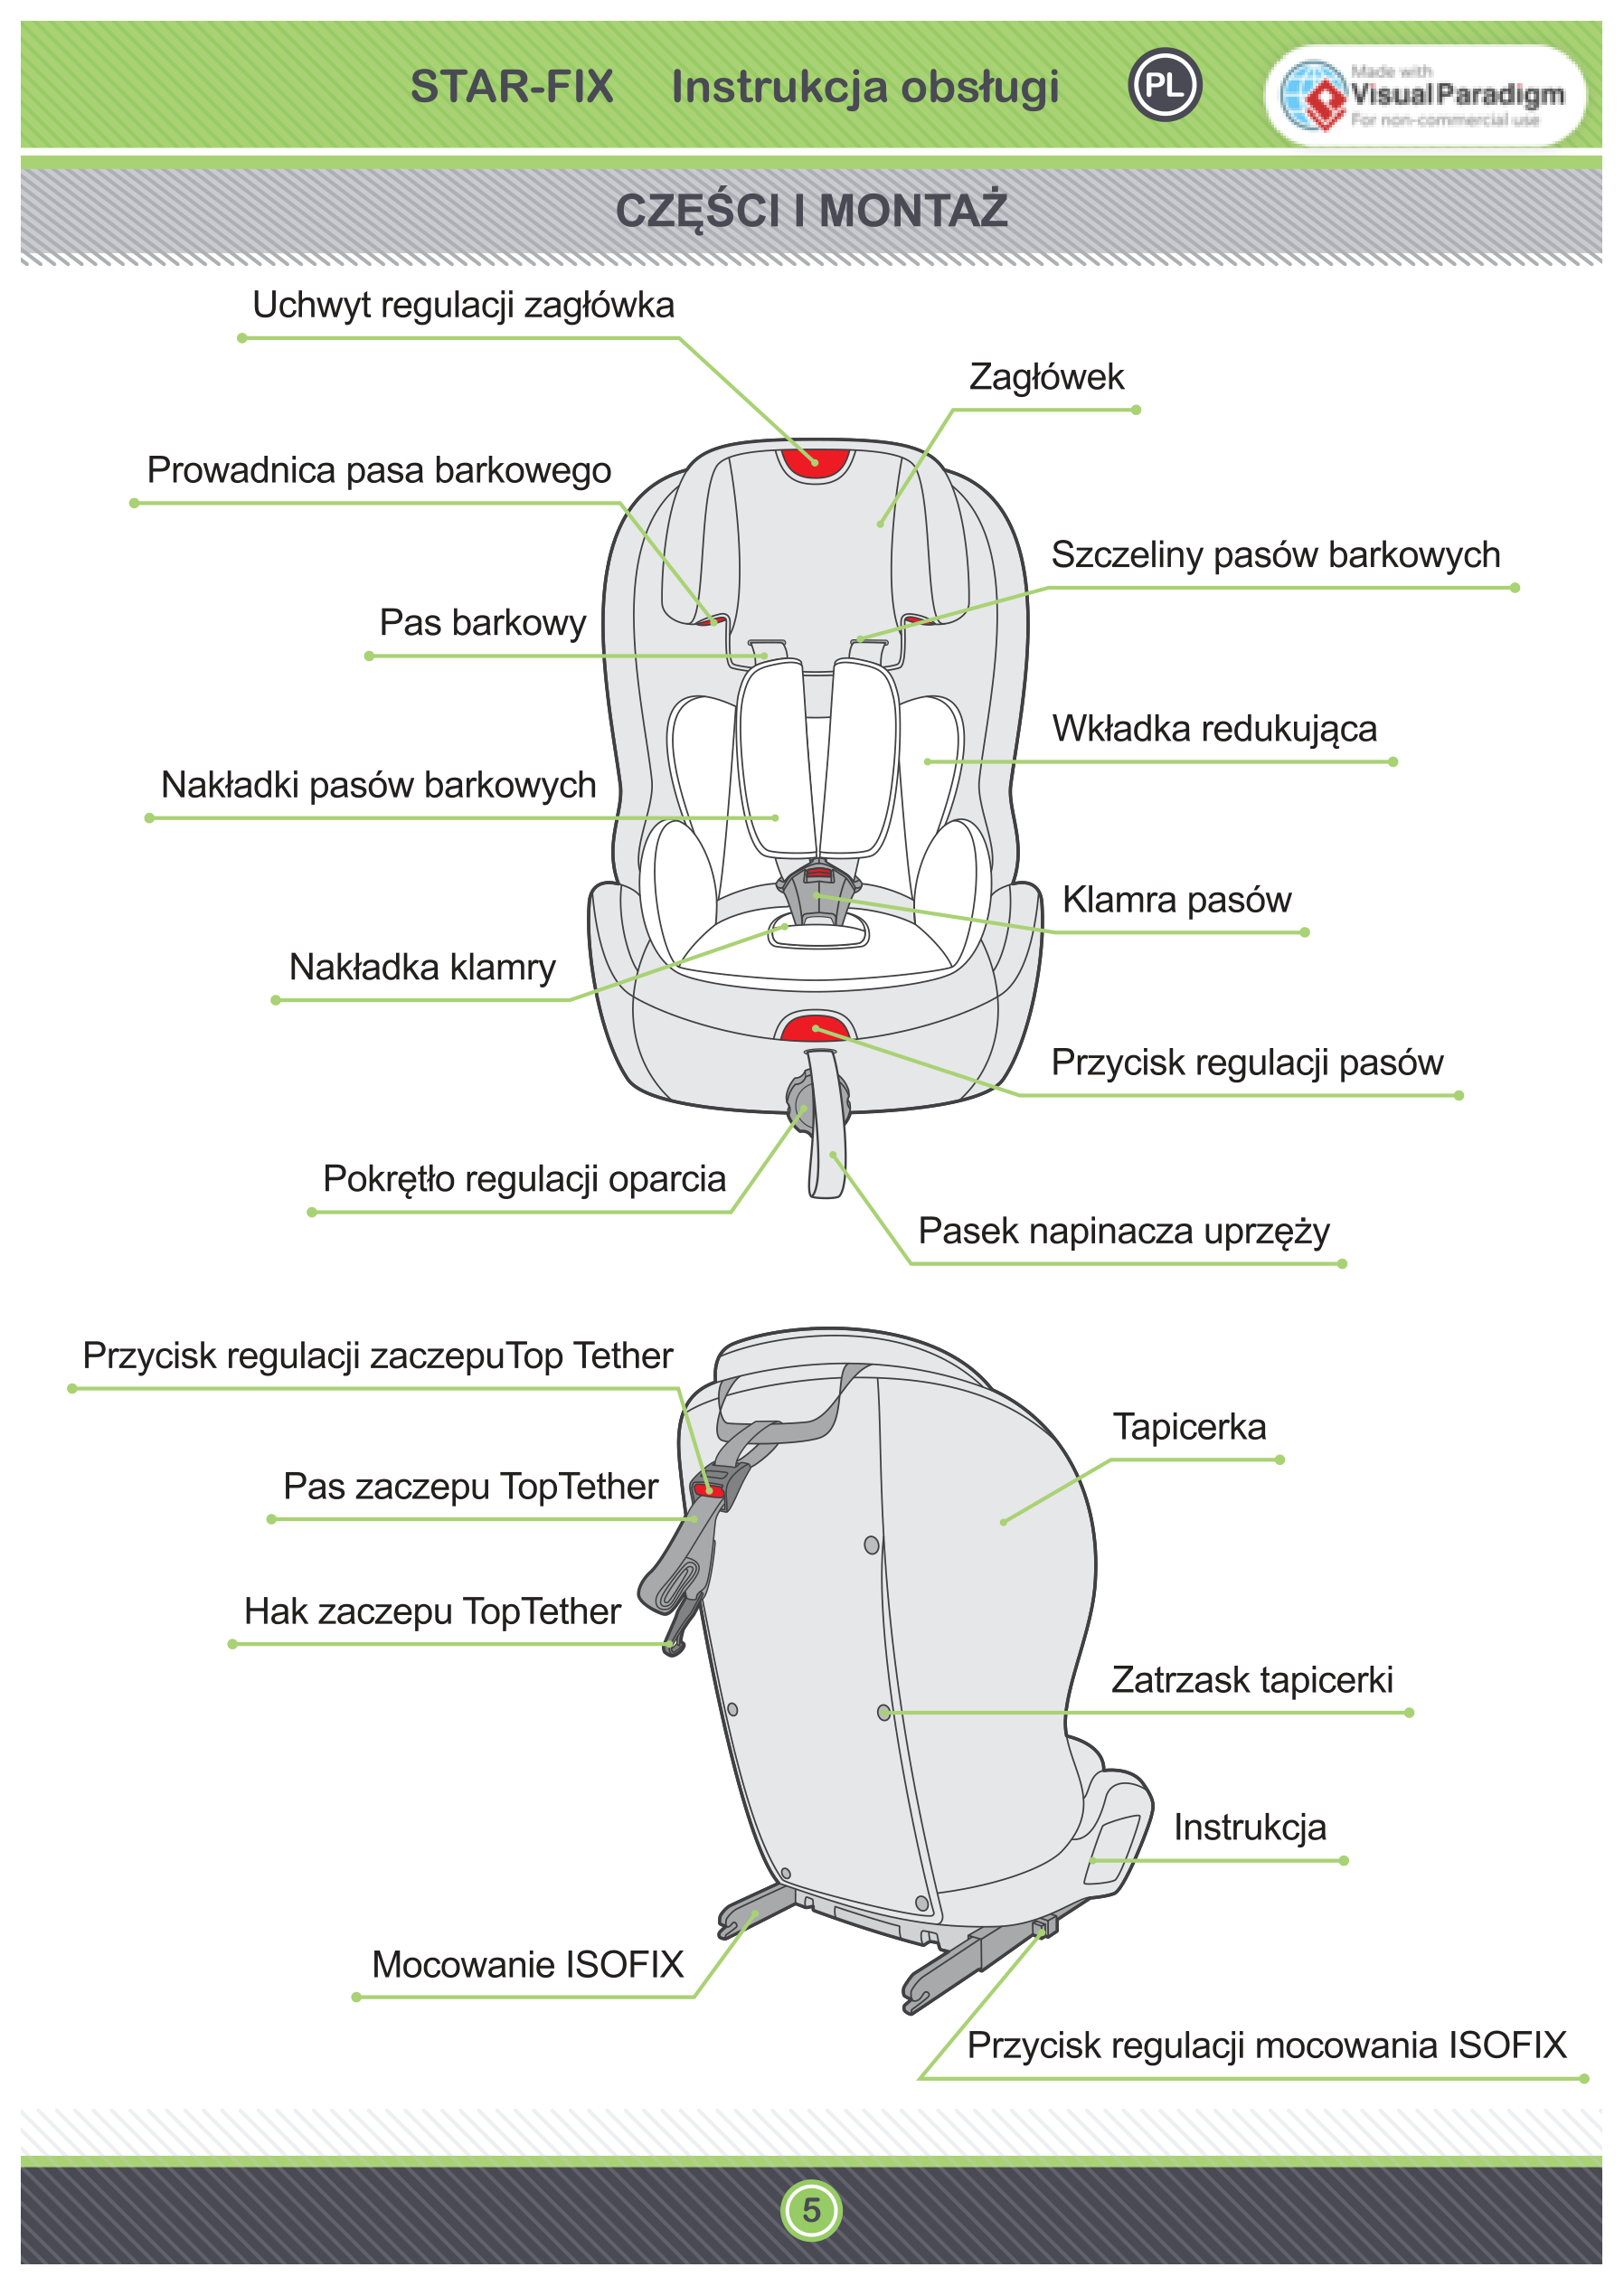 STAR-FIX Instrukcja obsługi PL
Made with
Visual Paradigm
For non-commercial use
CZĘŚCI I MONTAŻ
Uchwyt regulacji zagłówka
Zagłówek
Prowadnica pasa barkowego
Szczeliny pasów barkowych
Pas barkowy
Wkładka redukująca
Nakładki pasów barkowych
Klamra pasów
Nakładka klamry
Przycisk regulacji pasów
Pokrętło regulacji oparcia
Pasek napinacza uprzęży
Przycisk regulacji zaczepuTop Tether
Tapicerka
Pas zaczepu TopTether
Hak zaczepu TopTether
Zatrzask tapicerki
Instrukcja
Mocowanie ISOFIX
Przycisk regulacji mocowania ISOFIX
5